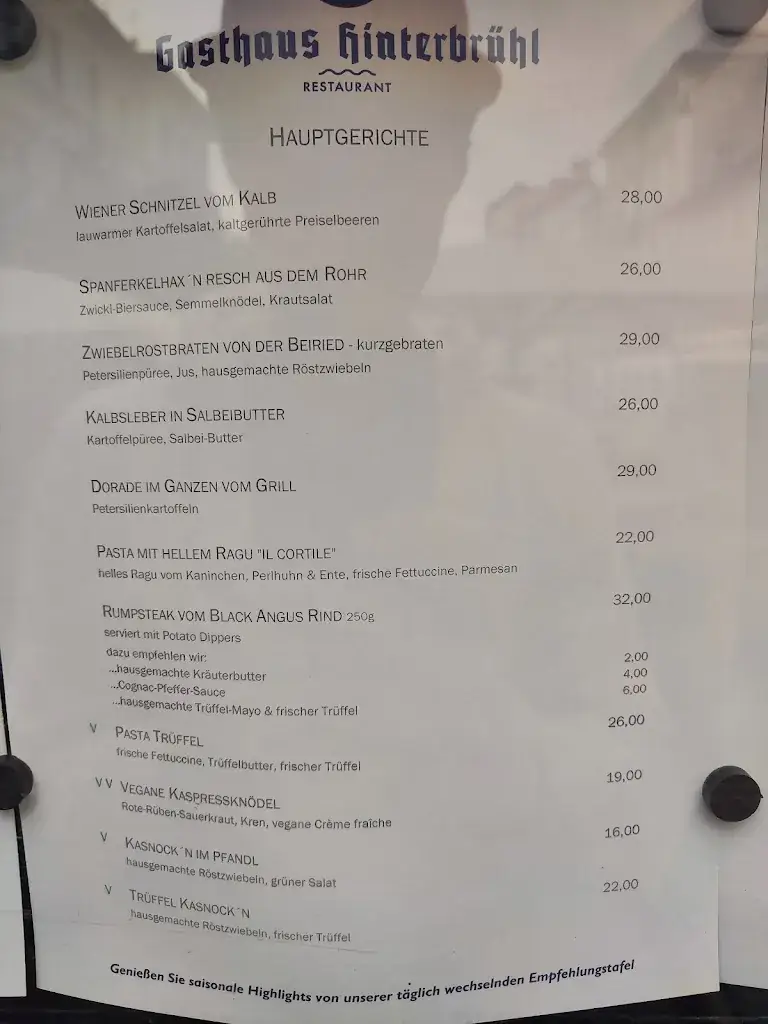 Gasthaus Hinterbrühl
RESTAURANT
HAUPTGERICHTE
WIENER SCHNITZEL VOM KALB 28,00
lauwarmer Kartoffelsalat, kaltgerührte Preiselbeeren
SPANFERKELHAX´N RESCH AUS DEM ROHR 26,00
Zwickl-Biersauce, Semmelknödel, Krautsalat
ZWIEBELROSTBRATEN VON DER BEIRIED - kurzgebraten 29,00
Petersilienpüree, Jus, hausgemachte Röstzwiebeln
KALBSLEBER IN SALBEIBUTTER 26,00
Kartoffelpüree, Salbei-Butter
DORADE IM GANZEN VOM GRILL 29,00
Petersilienkartoffeln
PASTA MIT HELLEM RAGU "IL CORTILE" 22,00
helles Ragu vom Kaninchen, Perlhuhn & Ente, frische Fettuccine, Parmesan
RUMPSTEAK VOM BLACK ANGUS RIND 250g 32,00
serviert mit Potato Dippers
dazu empfehlen wir:
...hausgemachte Kräuterbutter 2,00
...Cognac-Pfeffer-Sauce 4,00
...hausgemachte Trüffel-Mayo & frischer Trüffel 6,00
V PASTA TRÜFFEL 26,00
frische Fettuccine, Trüffelbutter, frischer Trüffel
V V VEGANE KASPRESSKNÖDEL 19,00
Rote-Rüben-Sauerkraut, Kren, vegane Crème fraîche
V KASNOCK´N IM PFANDL 16,00
hausgemachte Röstzwiebeln, grüner Salat
V TRÜFFEL KASNOCK´N 22,00
hausgemachte Röstzwiebeln, frischer Trüffel
Genießen Sie saisonale Highlights von unserer täglich wechselnden Empfehlungstafel